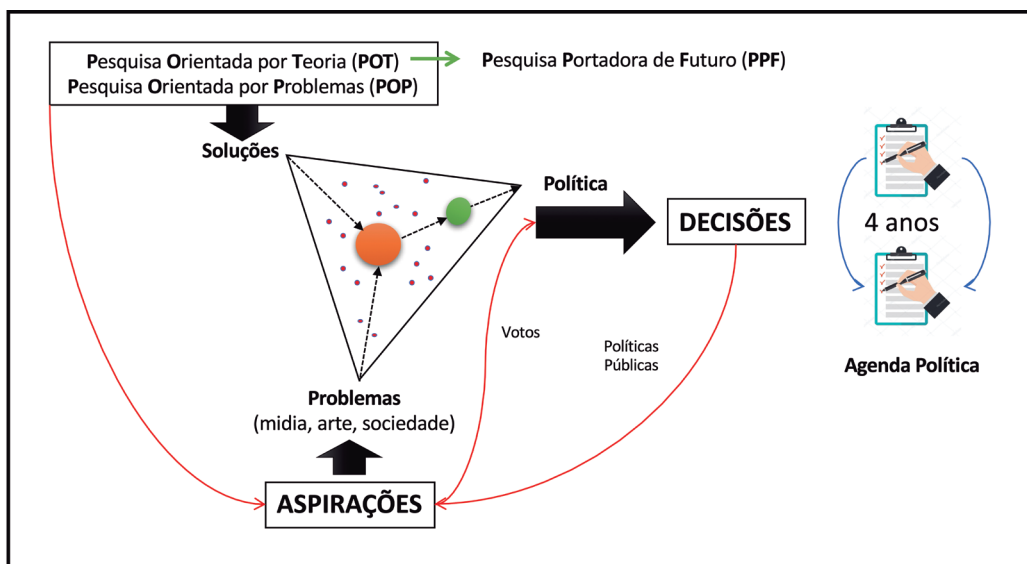 Pesquisa Orientada por Teoria (POT)
Pesquisa Orientada por Problemas (POP)
Pesquisa Portadora de Futuro (PPF)
Soluções
Política
DECISÕES
4 anos
Agenda Política
Votos
Políticas
Públicas
Problemas
(midia, arte, sociedade)
ASPIRAÇÕES